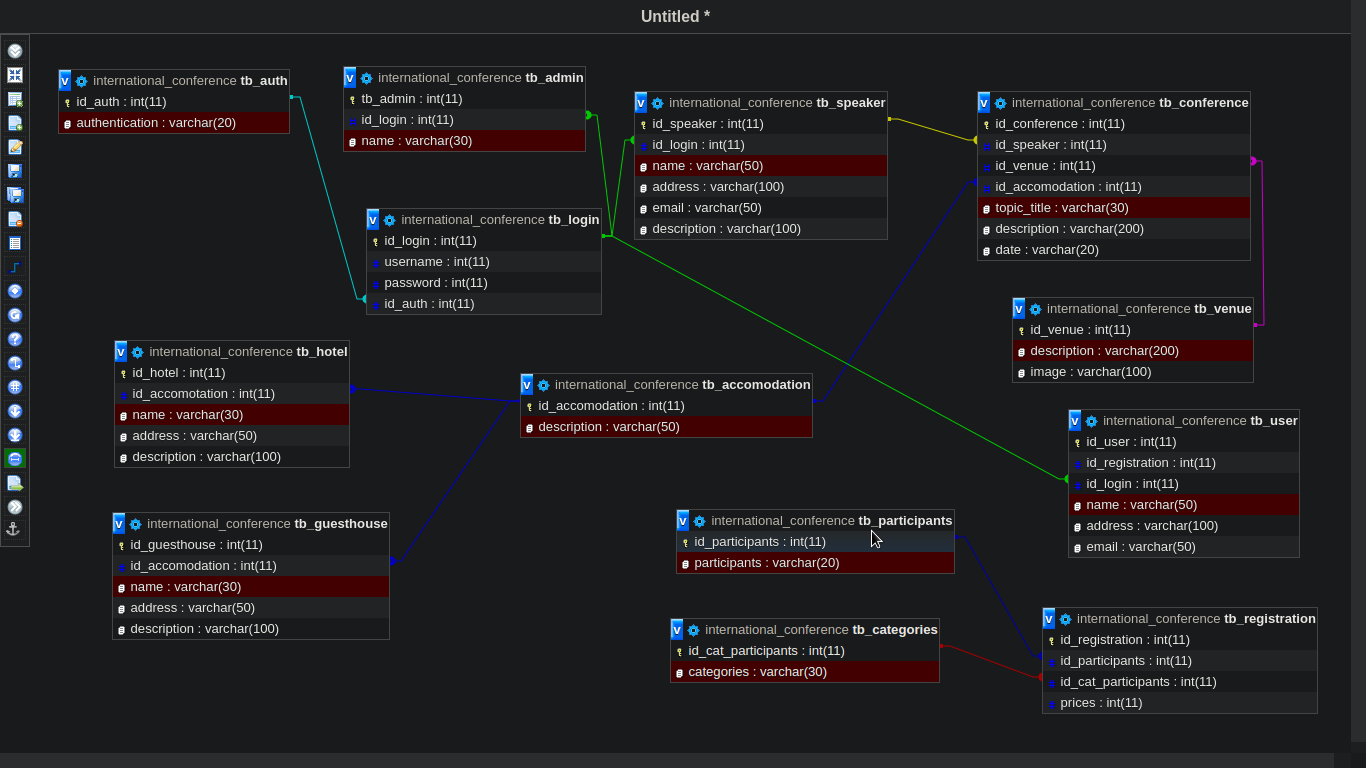 Untitled *
v international_conference tb_auth
id_auth : int(11)
authentication : varchar(20)
v international_conference tb_admin
tb_admin : int(11)
id_login : int(11)
name : varchar(30)
v international_conference tb_speaker
id_speaker : int(11)
id_login : int(11)
name : varchar(50)
address : varchar(100)
email : varchar(50)
description : varchar(100)
v international_conference tb_conference
id_conference : int(11)
id_speaker : int(11)
id_venue : int(11)
id_accomodation : int(11)
topic_title : varchar(30)
description : varchar(200)
date : varchar(20)
v international_conference tb_login
id_login : int(11)
username : int(11)
password : int(11)
id_auth : int(11)
v international_conference tb_venue
id_venue : int(11)
description : varchar(200)
image : varchar(100)
v international_conference tb_hotel
id_hotel : int(11)
id_accomotation : int(11)
name : varchar(30)
address : varchar(50)
description : varchar(100)
v international_conference tb_accomodation
id_accomodation : int(11)
description : varchar(50)
v international_conference tb_user
id_user : int(11)
id_registration : int(11)
id_login : int(11)
name : varchar(50)
address : varchar(100)
email : varchar(50)
v international_conference tb_guesthouse
id_guesthouse : int(11)
id_accomodation : int(11)
name : varchar(30)
address : varchar(50)
description : varchar(100)
v international_conference tb_participants
id_participants : int(11)
participants : varchar(20)
v international_conference tb_categories
id_cat_participants : int(11)
categories : varchar(30)
v international_conference tb_registration
id_registration : int(11)
id_participants : int(11)
id_cat_participants : int(11)
prices : int(11)